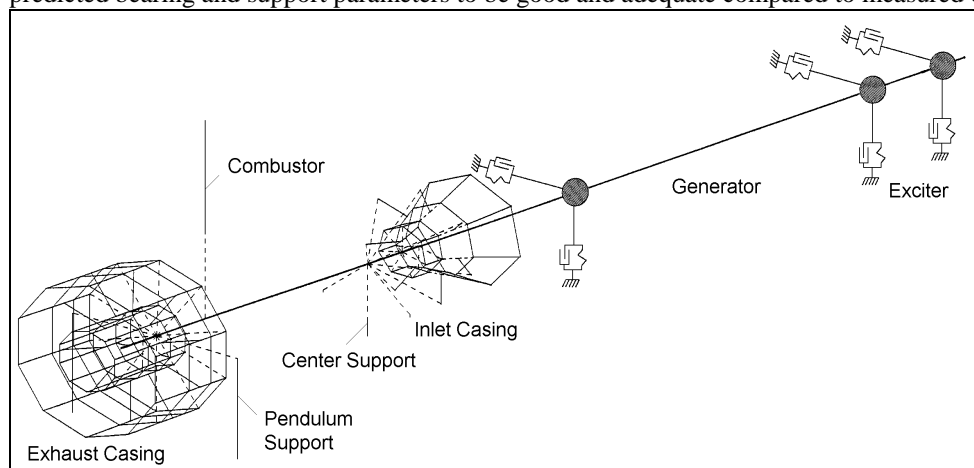 predicted bearing and support parameters to be good and adequate compared to measured
Combustor
Generator
Exciter
Inlet Casing
Center Support
Pendulum
Support
Exhaust Casing